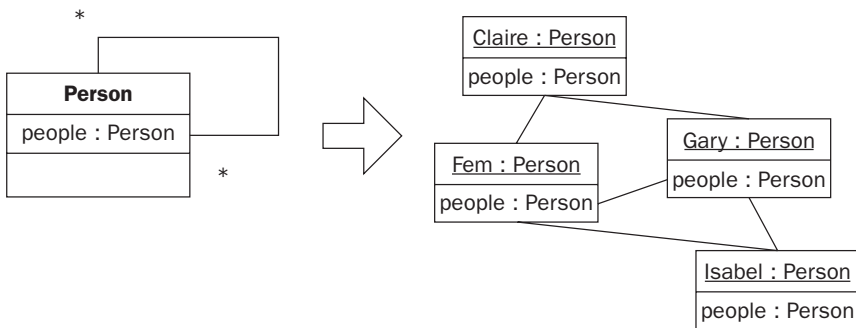 *
Person
people : Person
*
Claire : Person
people : Person
Gary : Person
people : Person
Fem : Person
people : Person
Isabel : Person
people : Person